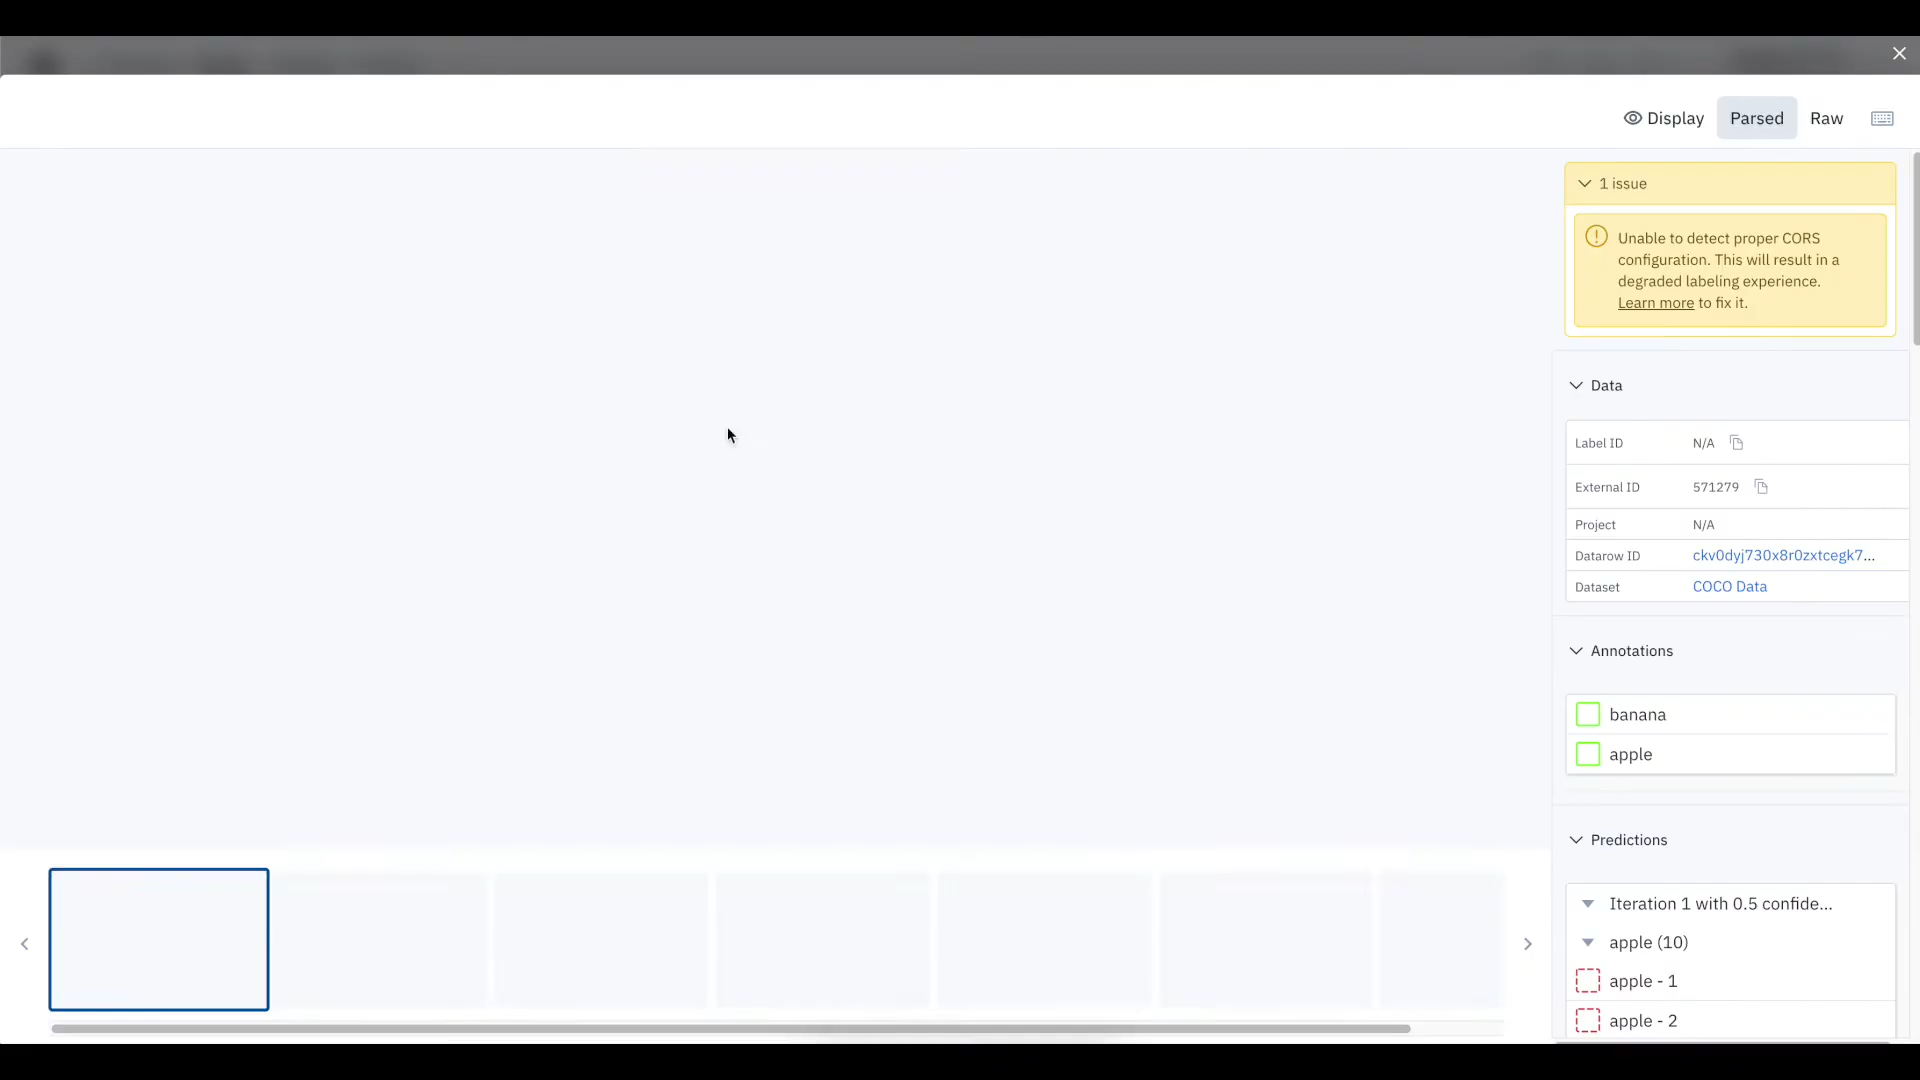 Display Parsed Raw
1 issue
Unable to detect proper CORS
configuration. This will result in a
degraded labeling experience.
Learn more to fix it.
Data
Label ID N/A
External ID 571279
Project N/A
Datarow ID ckv0dyj730x8r0zxtcegk7...
Dataset COCO Data
Annotations
banana
apple
Predictions
Iteration 1 with 0.5 confide...
apple (10)
apple - 1
apple - 2